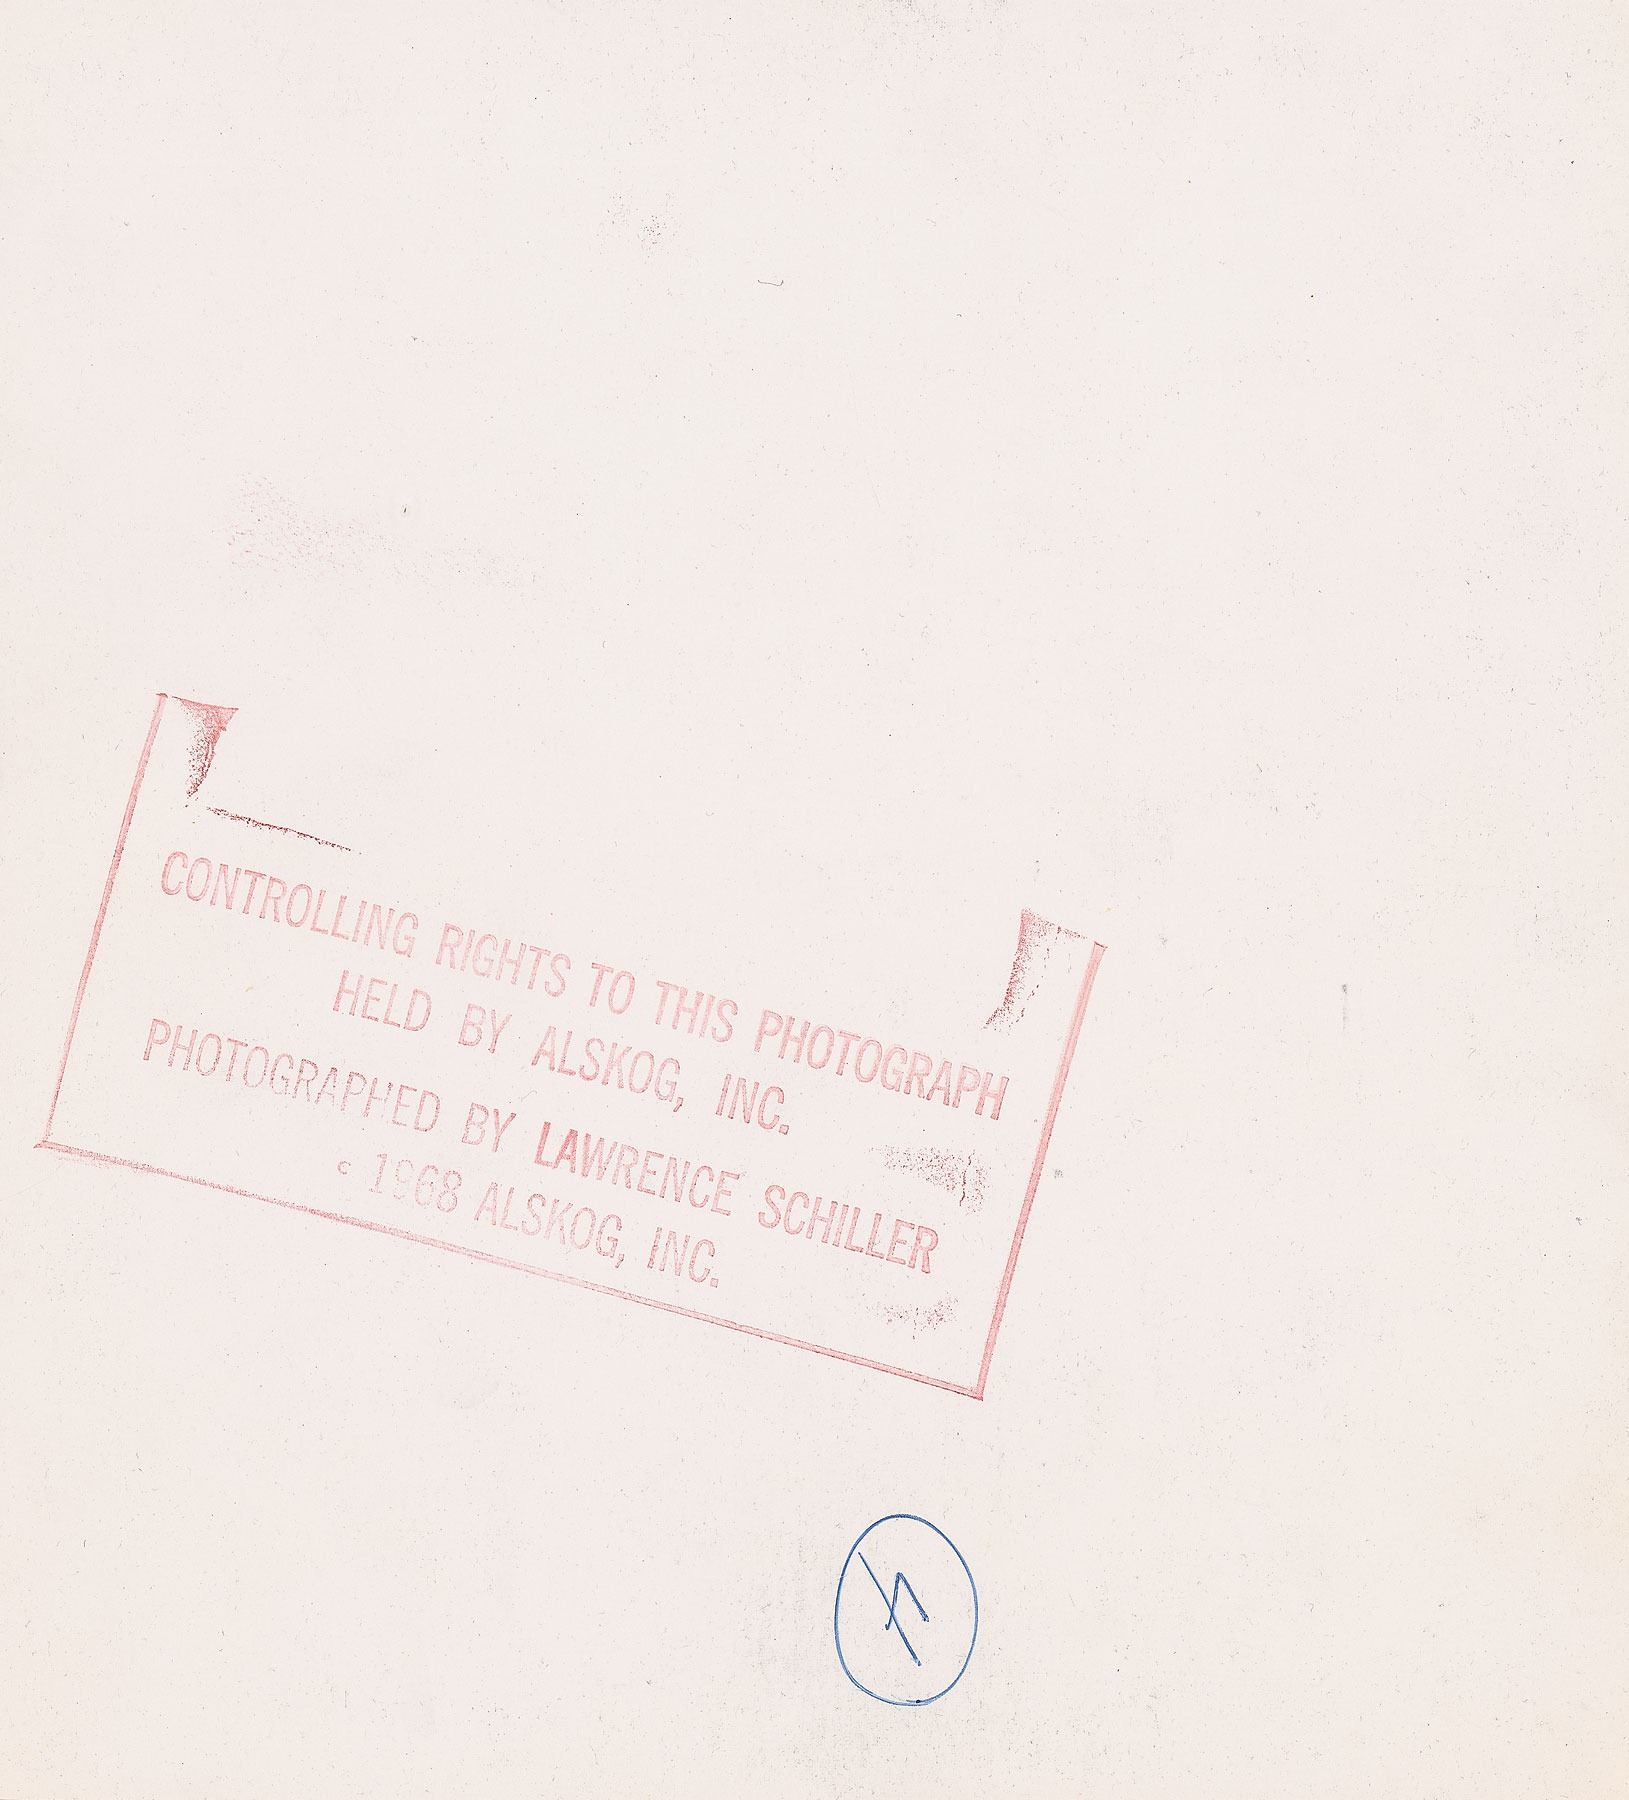 CONTROLLING RIGHTS TO THIS PHOTOGRAPH
HELD BY ALSKOG, INC.
PHOTOGRAPHED BY LAWRENCE SCHILLER
c 1968 ALSKOG, INC.